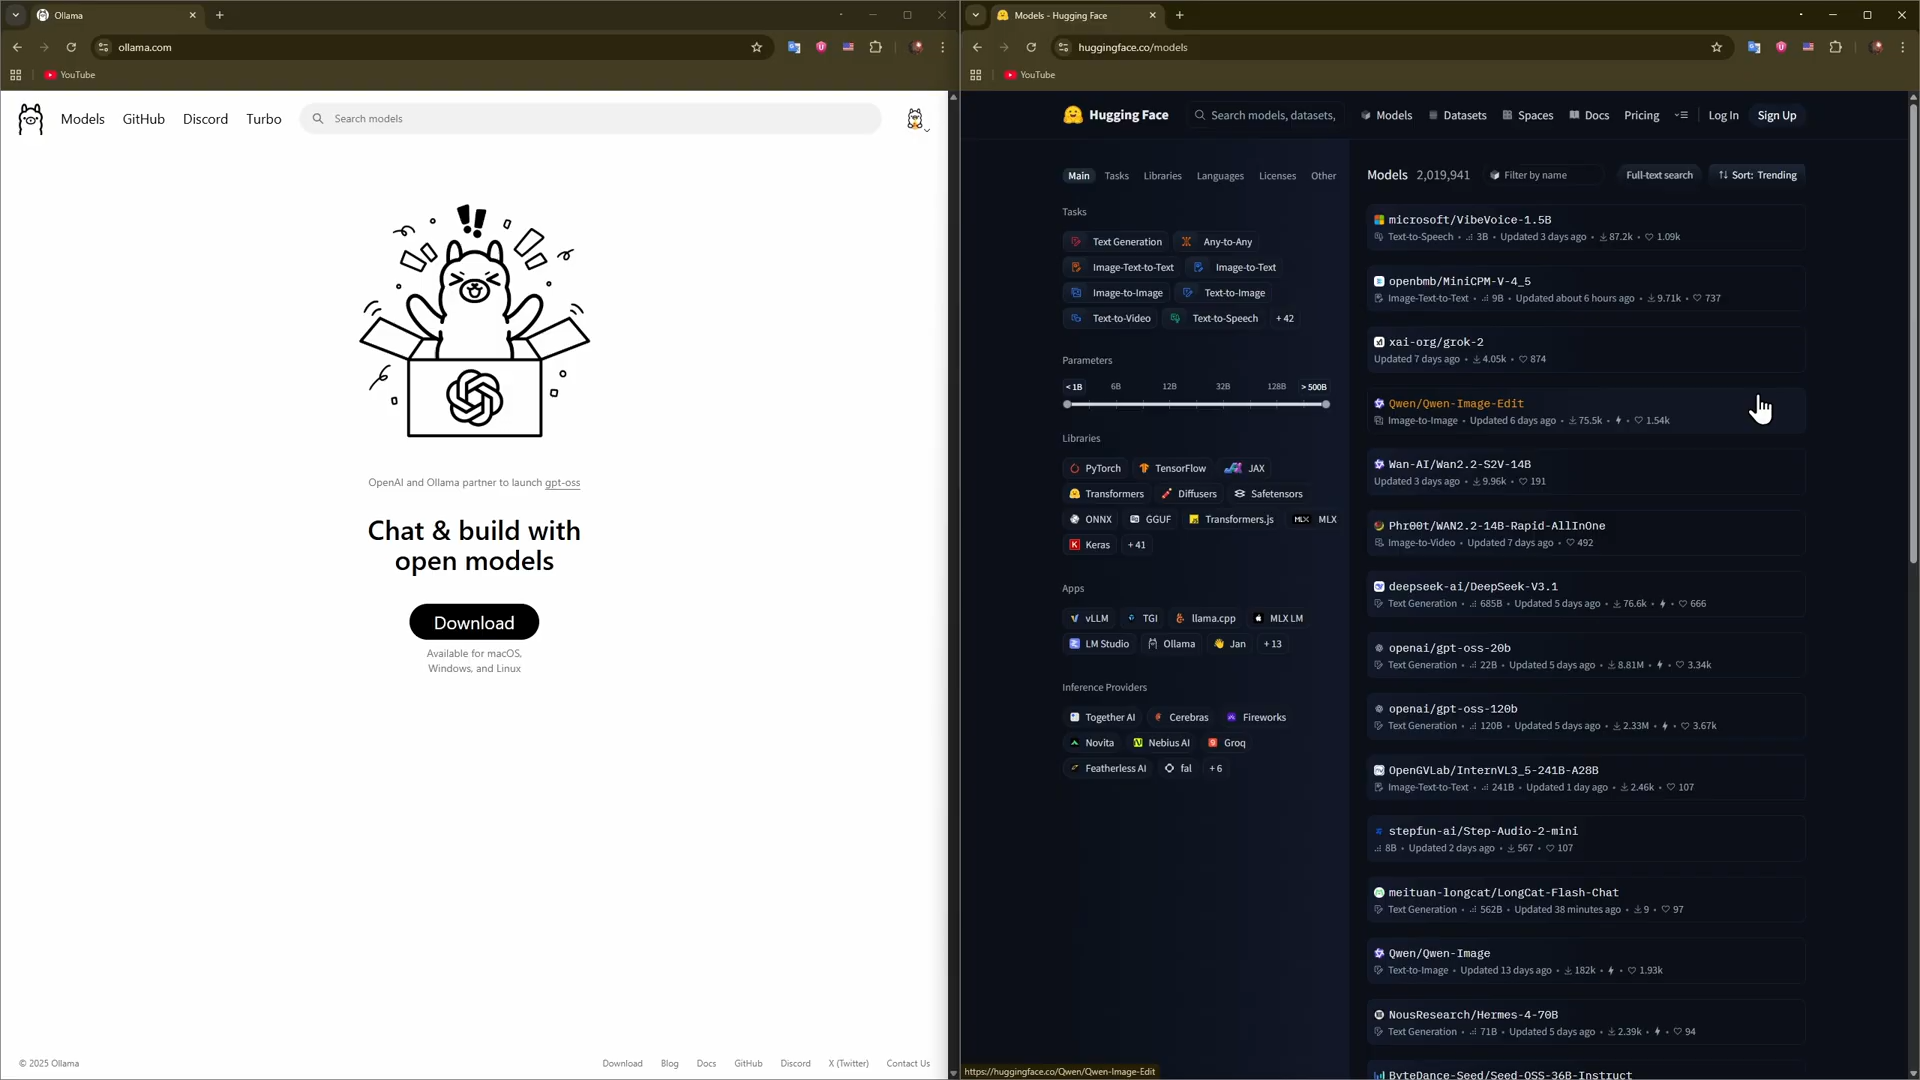 Ollama
ollama.com
YouTube
Models
GitHub
Discord
Turbo
Search models
!!
OpenAI and Ollama partner to launch gpt-oss
Chat & build with
open models
Download
Available for macOS,
Windows, and Linux
© 2025 Ollama
Download
Blog
Docs
GitHub
Discord
X (Twitter)
Contact Us
Models - Hugging Face
huggingface.co/models
YouTube
Hugging Face
Search models, datasets,
Models
Datasets
Spaces
Docs
Pricing
Log In
Sign Up
Main
Tasks
Libraries
Languages
Licenses
Other
Tasks
Text Generation
Any-to-Any
Image-Text-to-Text
Image-to-Text
Image-to-Image
Text-to-Image
Text-to-Video
Text-to-Speech
+ 42
Parameters
< 1B
6B
12B
32B
128B
> 500B
Libraries
PyTorch
TensorFlow
JAX
Transformers
Diffusers
Safetensors
ONNX
GGUF
Transformers.js
MLX
Keras
+ 41
Apps
vLLM
TGI
llama.cpp
MLX LM
LM Studio
Ollama
Jan
+ 13
Inference Providers
Together AI
Cerebras
Fireworks
Novita
Nebius AI
Groq
Featherless AI
fal
+ 6
Models 2,019,941
Filter by name
Full-text search
Sort: Trending
microsoft/VibeVoice-1.5B
Text-to-Speech • 3B • Updated 3 days ago • 87.2k • 1.09k
openbmb/MiniCPM-V-4_5
Image-Text-to-Text • 9B • Updated about 6 hours ago • 9.71k • 737
xai-org/grok-2
Updated 7 days ago • 4.05k • 874
Qwen/Qwen-Image-Edit
Image-to-Image • Updated 6 days ago • 75.5k • 1.54k
Wan-AI/Wan2.2-S2V-14B
Updated 3 days ago • 9.96k • 191
Phr00t/WAN2.2-14B-Rapid-AllInOne
Image-to-Video • Updated 7 days ago • 492
deepseek-ai/DeepSeek-V3.1
Text Generation • 685B • Updated 5 days ago • 76.6k • 666
openai/gpt-oss-20b
Text Generation • 22B • Updated 5 days ago • 8.81M • 3.34k
openai/gpt-oss-120b
Text Generation • 120B • Updated 5 days ago • 2.33M • 3.67k
OpenGVLab/InternVL3_5-241B-A28B
Image-Text-to-Text • 241B • Updated 1 day ago • 2.46k • 107
stepfun-ai/Step-Audio-2-mini
8B • Updated 2 days ago • 567 • 107
meituan-longcat/LongCat-Flash-Chat
Text Generation • 562B • Updated 38 minutes ago • 9 • 97
Qwen/Qwen-Image
Text-to-Image • Updated 13 days ago • 182k • 1.93k
NousResearch/Hermes-4-70B
Text Generation • 71B • Updated 5 days ago • 2.39k • 94
ByteDance-Seed/Seed-OSS-36B-Instruct
https://huggingface.co/Qwen/Qwen-Image-Edit